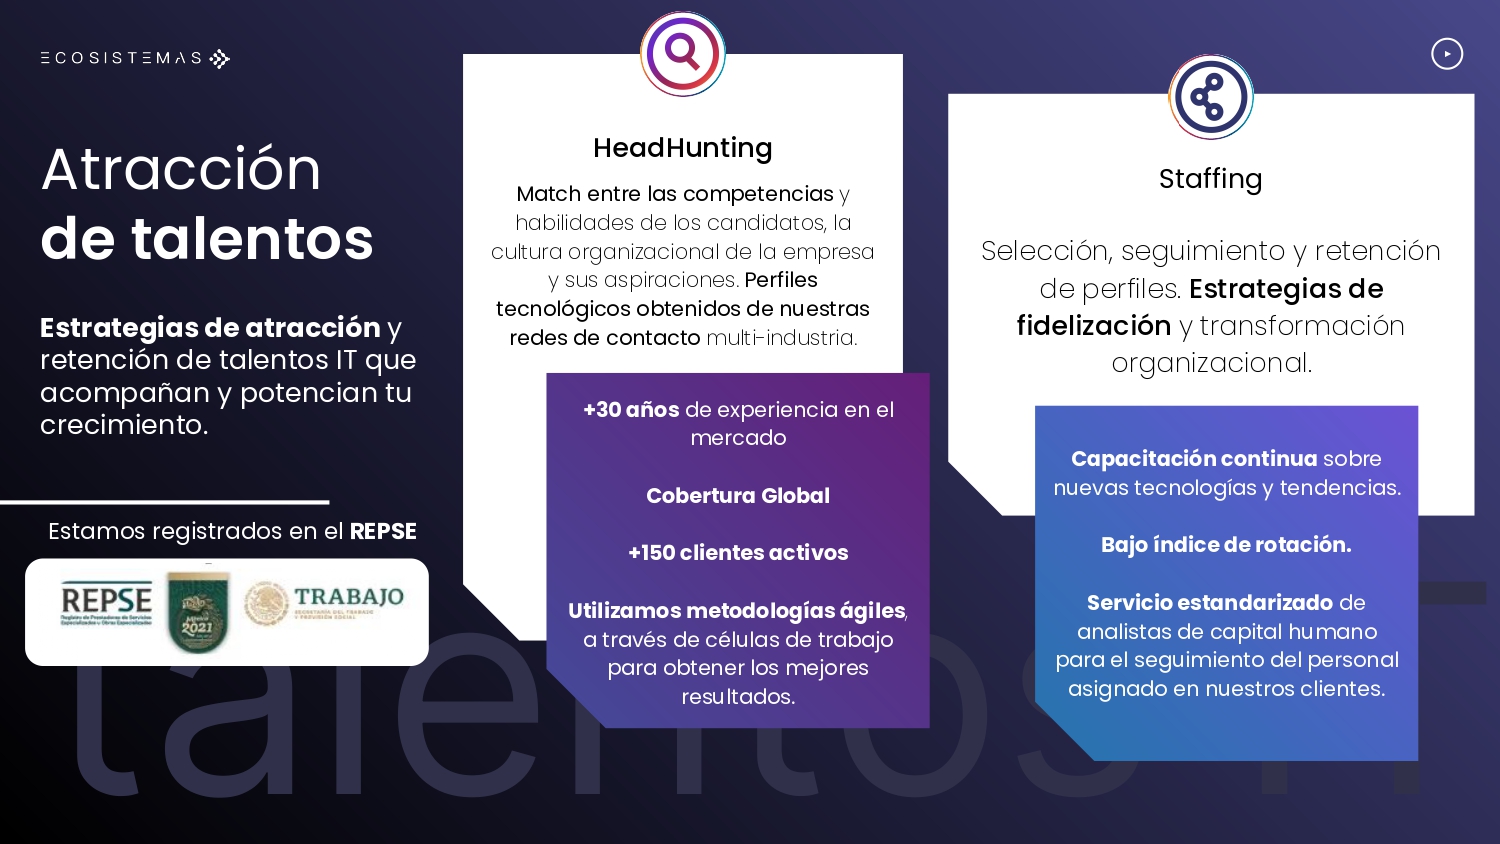 ECOSISTEMAS
Atracción
de talentos
Estrategias de atracción y
retención de talentos IT que
acompañan y potencian tu
crecimiento.
Estamos registrados en el REPSE
REPSE
Registro de Prestadoras de Servicios
Especializados u Obras Especializadas
México
2021
TRABAJO
SECRETARÍA DEL TRABAJO
Y PREVISIÓN SOCIAL
HeadHunting
Match entre las competencias y
habilidades de los candidatos, la
cultura organizacional de la empresa
y sus aspiraciones. Perfiles
tecnológicos obtenidos de nuestras
redes de contacto multi-industria.
+30 años de experiencia en el
mercado
Cobertura Global
+150 clientes activos
Utilizamos metodologías ágiles,
a través de células de trabajo
para obtener los mejores
resultados.
Staffing
Selección, seguimiento y retención
de perfiles. Estrategias de
fidelización y transformación
organizacional.
Capacitación continua sobre
nuevas tecnologías y tendencias.
Bajo índice de rotación.
Servicio estandarizado de
analistas de capital humano
para el seguimiento del personal
asignado en nuestros clientes.
talentos IT